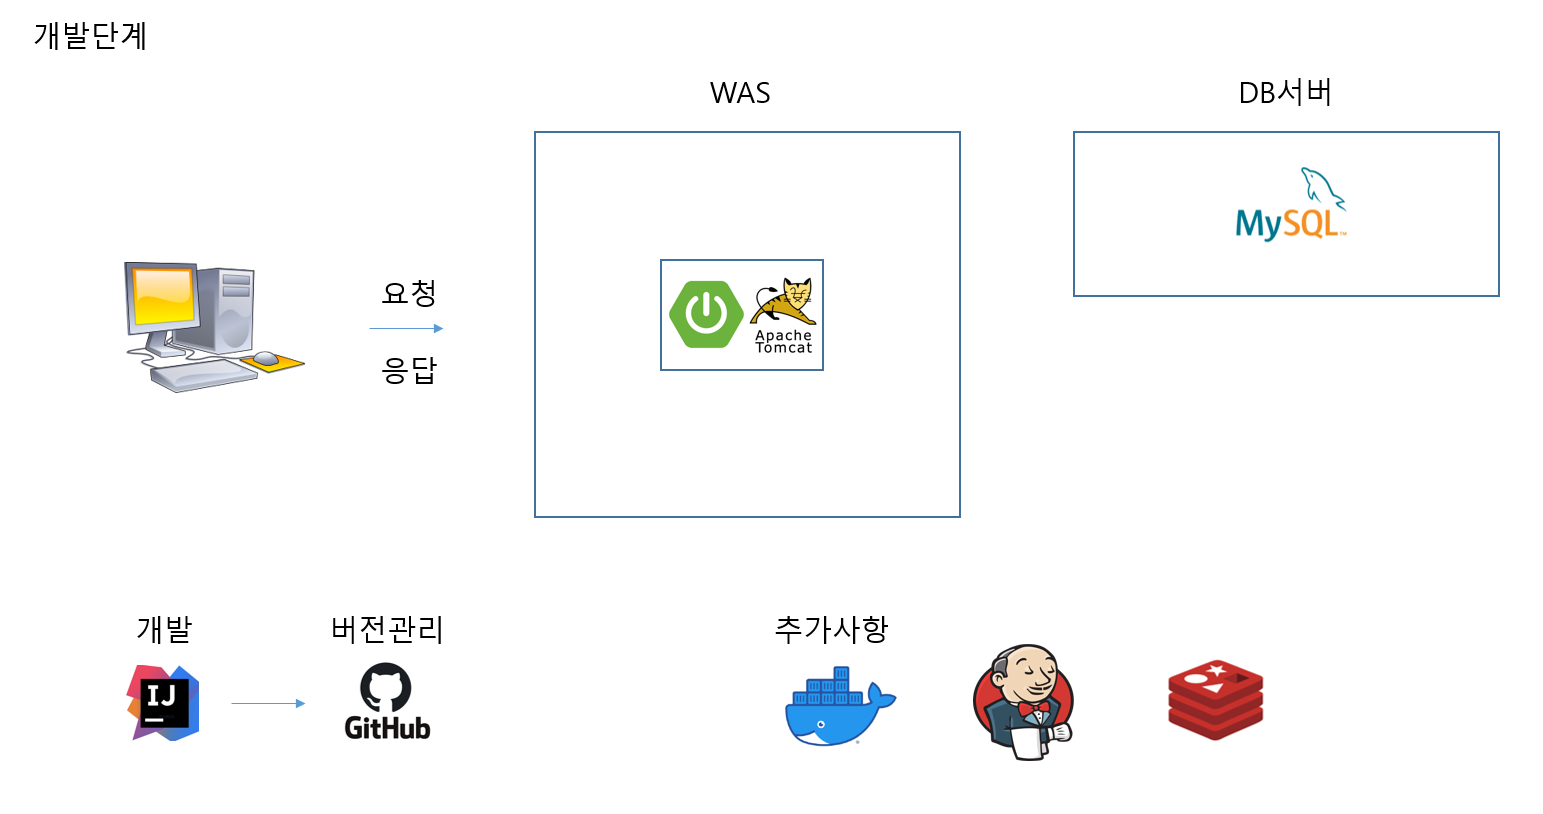 개발단계
WAS
DB서버
MySQL™
요청
Apache
Tomcat
응답
개발
버전관리
추가사항
IJ
GitHub